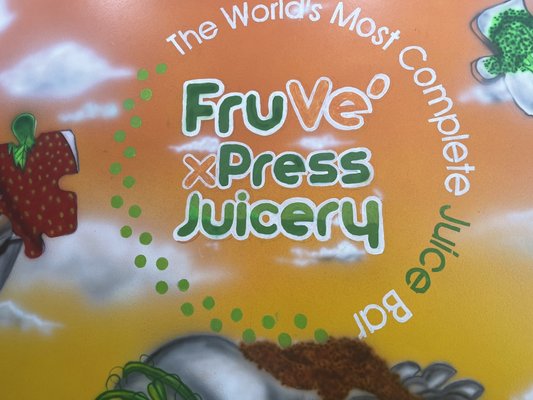 The World's Most Complete Juice Bar
FruVe
xPress
Juicery